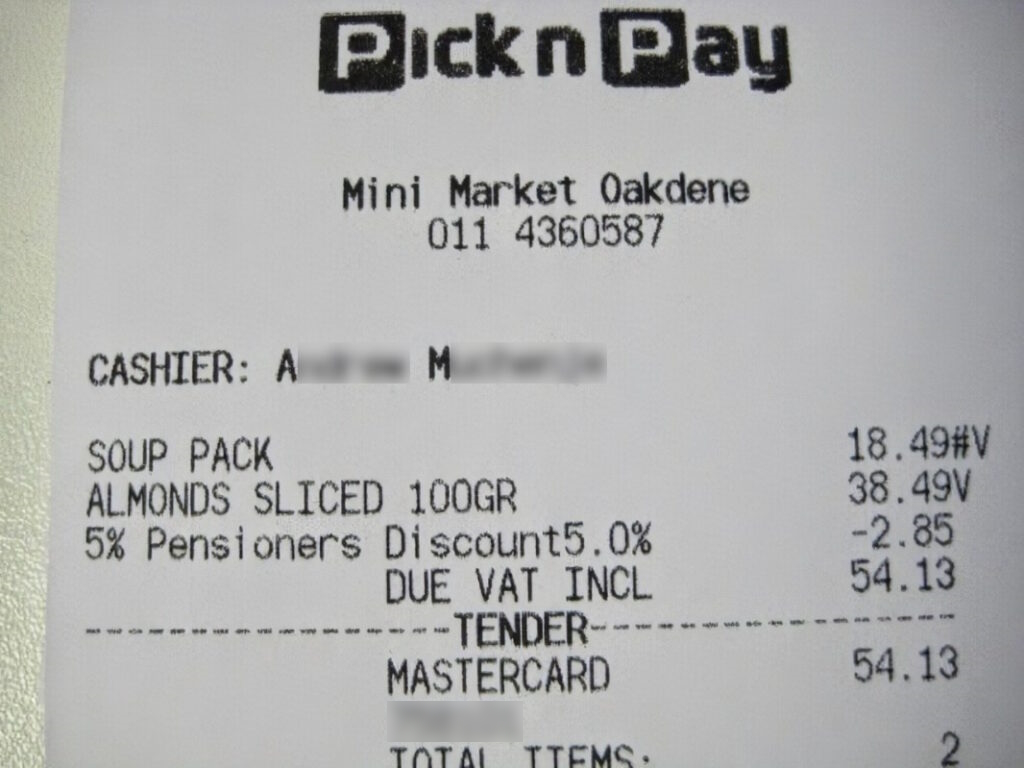 Pick n Pay
Mini Market Oakdene
011 4360587
CASHIER: A M
SOUP PACK 18.49#V
ALMONDS SLICED 100GR 38.49V
5% Pensioners Discount5.0% -2.85
DUE VAT INCL 54.13
--------------------TENDER--------------------
MASTERCARD 54.13
TOTAL ITEMS: 2